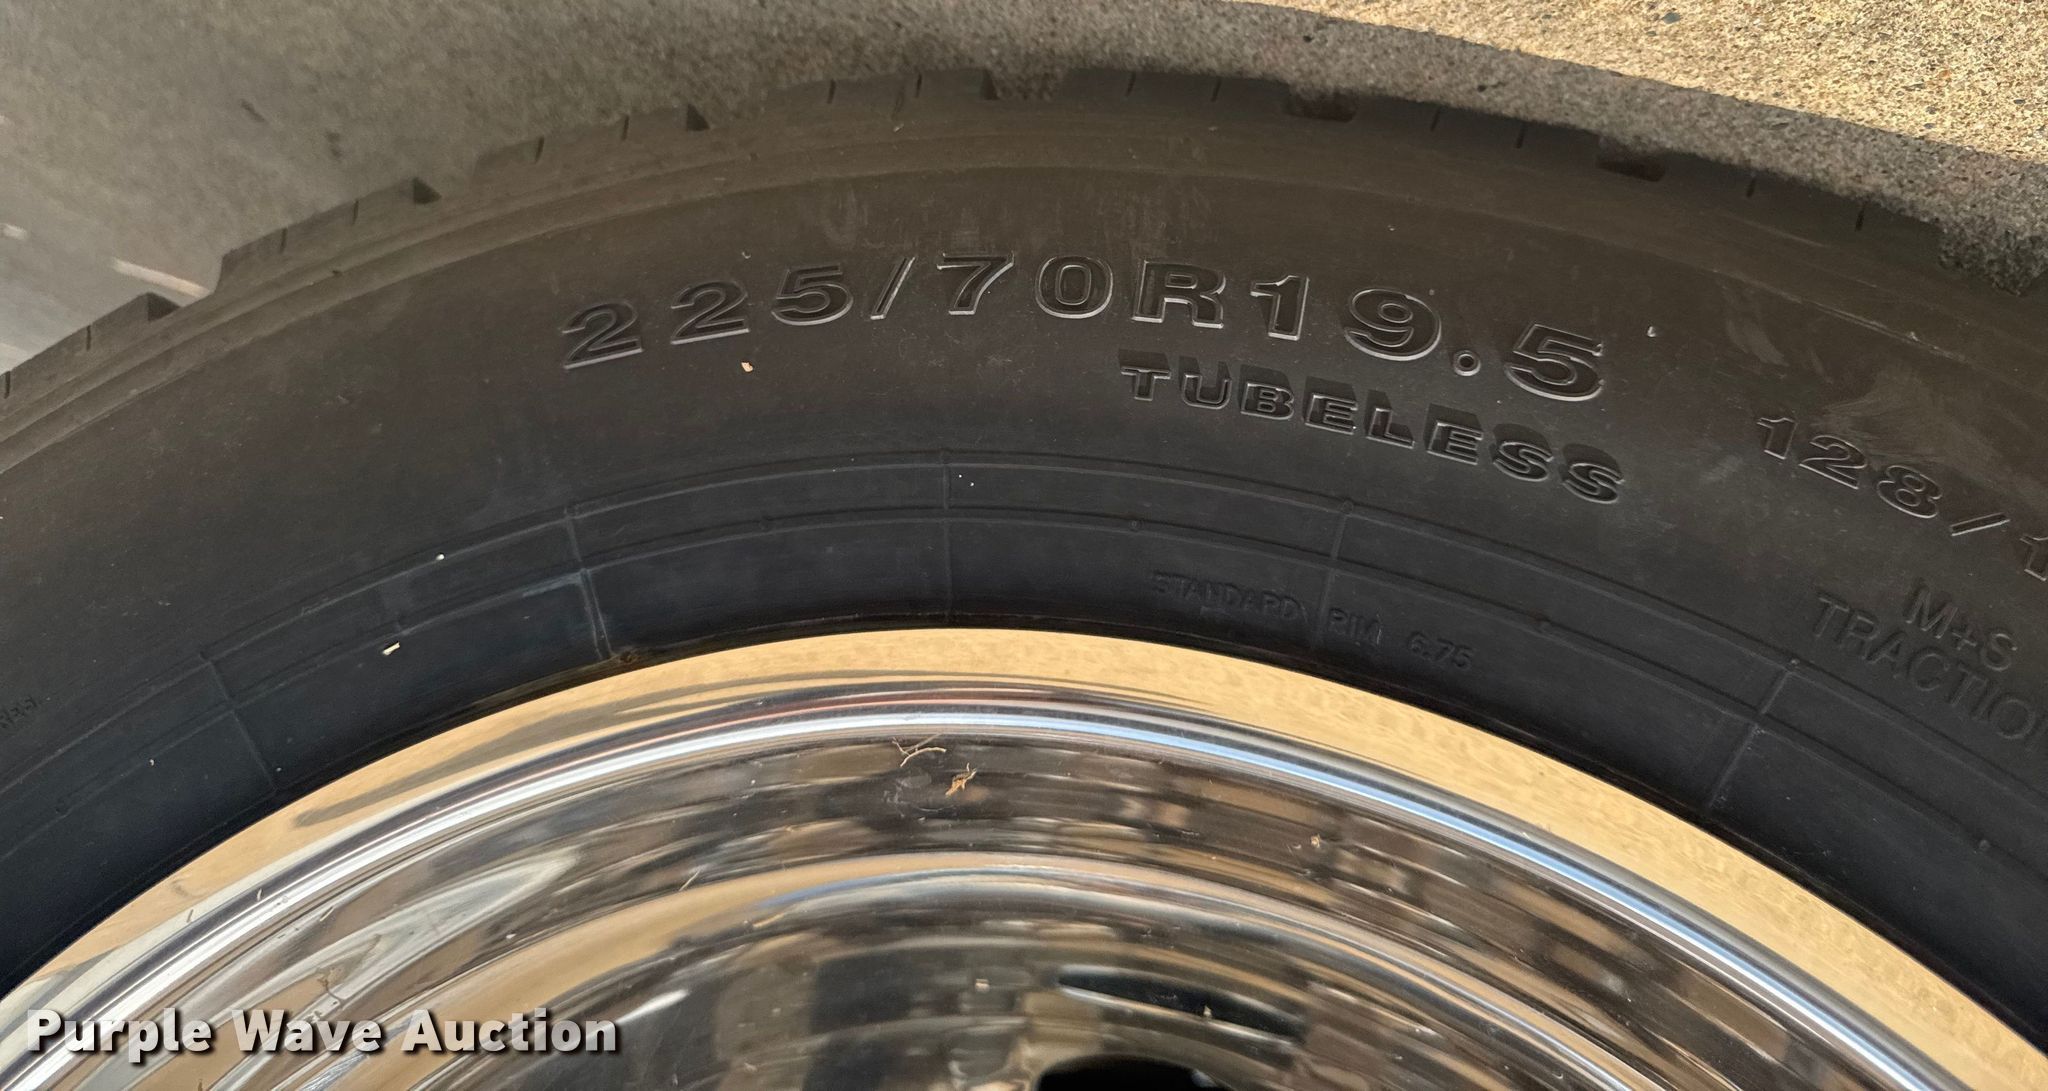 225/70R19.5
TUBELESS
128/1
M+S
TRACTIO
STANDARD RIM 6.75
Purple Wave Auction